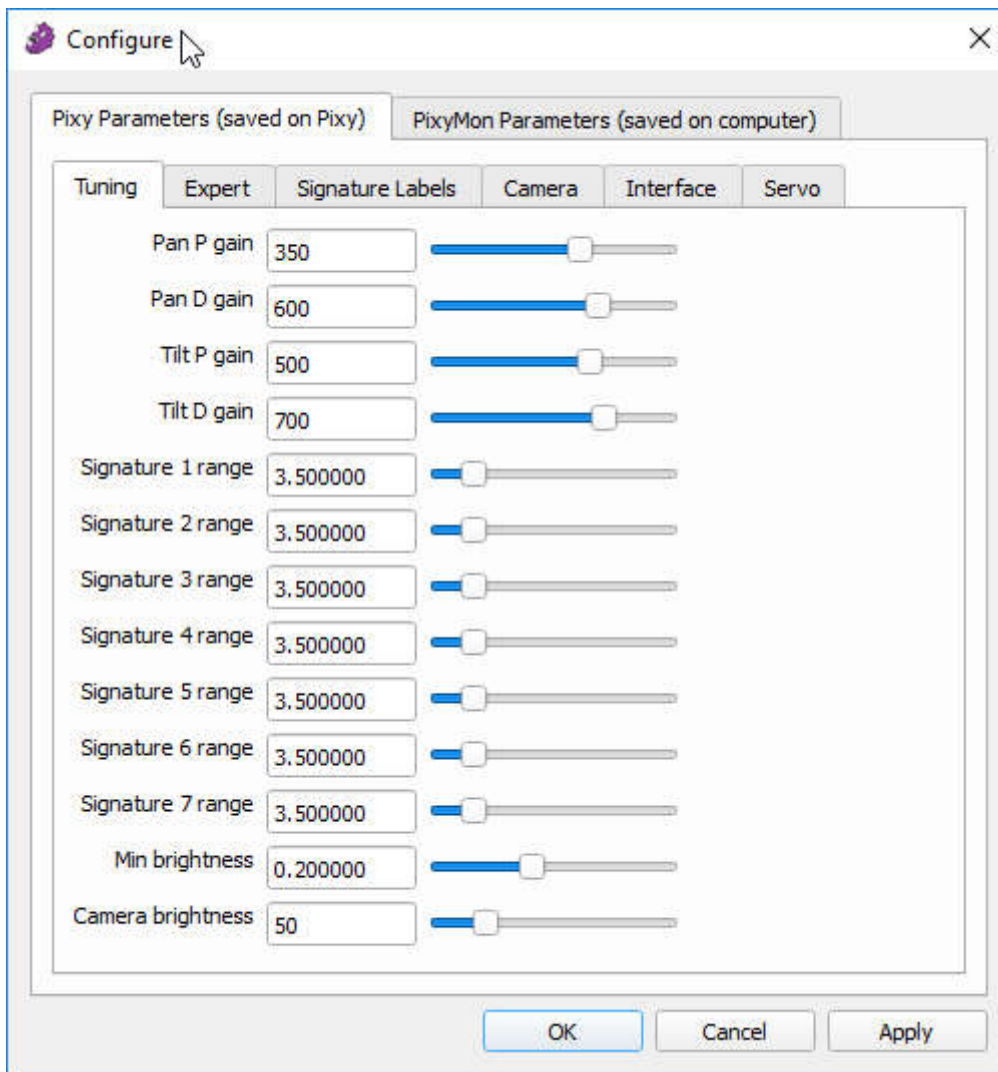 Configure
Pixy Parameters (saved on Pixy) PixyMon Parameters (saved on computer)
Tuning Expert Signature Labels Camera Interface Servo
Pan P gain 350
Pan D gain 600
Tilt P gain 500
Tilt D gain 700
Signature 1 range 3.500000
Signature 2 range 3.500000
Signature 3 range 3.500000
Signature 4 range 3.500000
Signature 5 range 3.500000
Signature 6 range 3.500000
Signature 7 range 3.500000
Min brightness 0.200000
Camera brightness 50
OK Cancel Apply